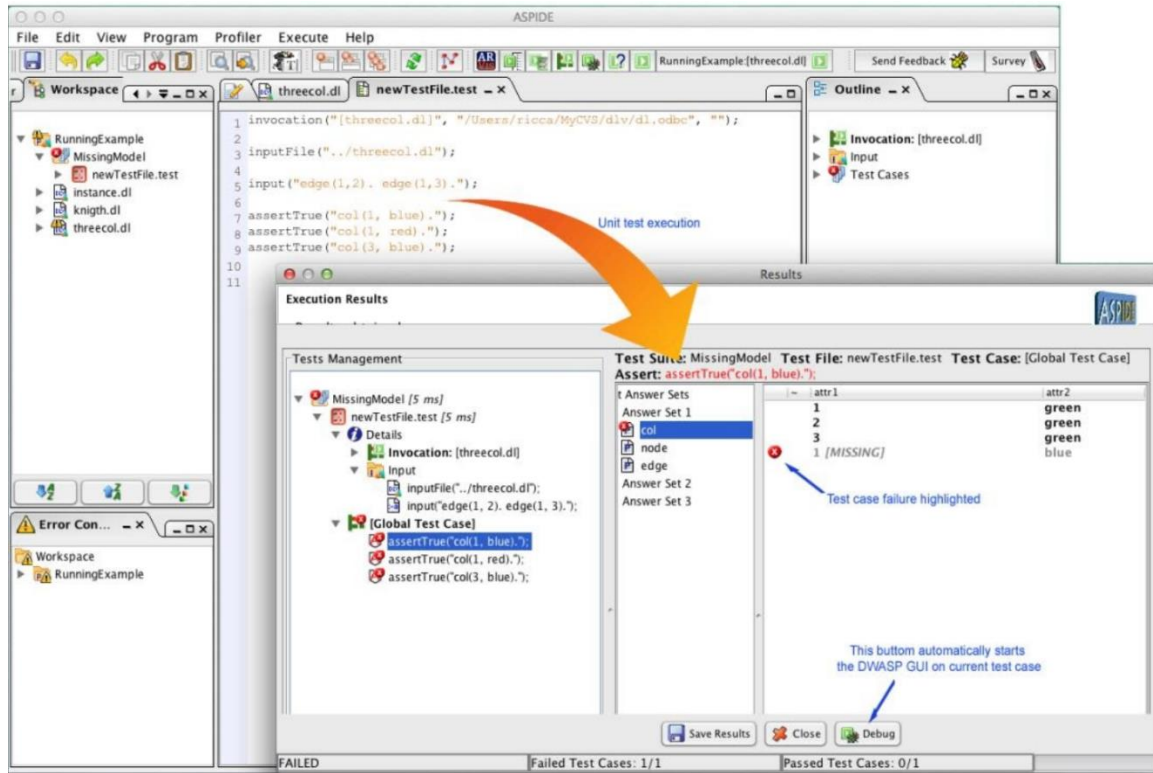 ASPIDE
File Edit View Program Profiler Execute Help
RunningExample:[threecol.dl]
Send Feedback
Survey
Workspace
threecol.dl
newTestFile.test
Outline
RunningExample
MissingModel
newTestFile.test
instance.dl
knigth.dl
threecol.dl
1 invocation("[threecol.dl]", "/Users/ricca/MyCVS/dlv/dl.odbc", "");
2
3 inputFile("../threecol.dl");
4
5 input("edge(1,2). edge(1,3).");
6
7 assertTrue("col(1, blue).");
8 assertTrue("col(1, red).");
9 assertTrue("col(3, blue).");
10
11
Invocation: [threecol.dl]
Input
Test Cases
Unit test execution
Error Con...
Workspace
RunningExample
Results
Execution Results
ASPIDE
Tests Management
MissingModel [5 ms]
newTestFile.test [5 ms]
Details
Invocation: [threecol.dl]
Input
inputFile("../threecol.dl");
input("edge(1, 2). edge(1, 3).");
[Global Test Case]
assertTrue("col(1, blue).");
assertTrue("col(1, red).");
assertTrue("col(3, blue).");
Test Suite: MissingModel Test File: newTestFile.test Test Case: [Global Test Case]
Assert: assertTrue("col(1, blue).");
t Answer Sets
Answer Set 1
col
node
edge
Answer Set 2
Answer Set 3
~ attr1 attr2
1 green
2 green
3 green
1 [MISSING] blue
Test case failure highlighted
This buttom automatically starts
the DWASP GUI on current test case
Save Results
Close
Debug
FAILED
Failed Test Cases: 1/1
Passed Test Cases: 0/1